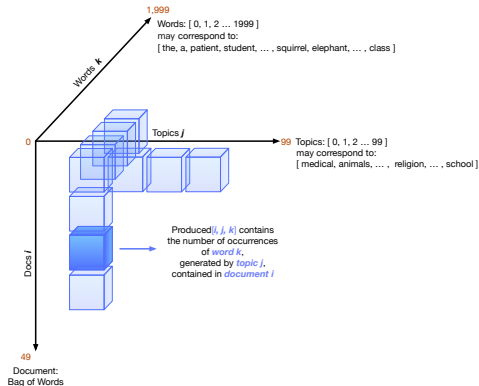 1,999
Words: [ 0, 1, 2 … 1999 ]
may correspond to:
[ the, a, patient, student, … , squirrel, elephant, … , class ]
Words k
0
Topics j
99 Topics: [ 0, 1, 2 … 99 ]
may correspond to:
[ medical, animals, … , religion, … , school ]
Produced[i, j, k] contains
the number of occurrences
of word k,
generated by topic j,
contained in document i
Docs i
49
Document:
Bag of Words